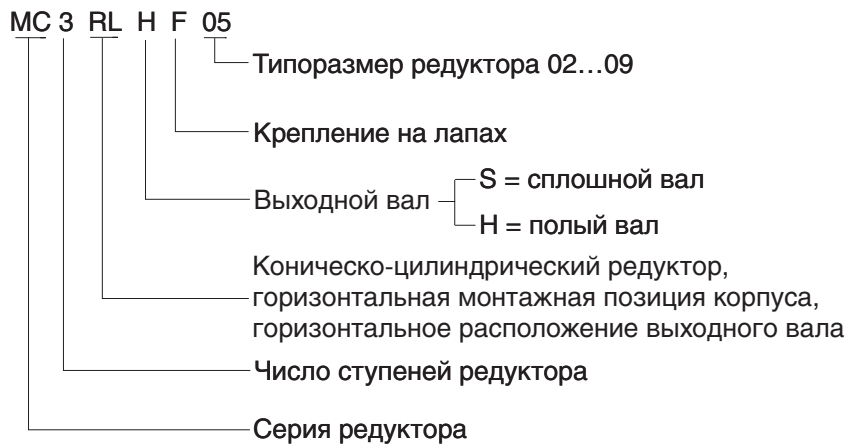 MC 3 RL H F 05
Типоразмер редуктора 02…09
Крепление на лапах
Выходной вал
S = сплошной вал
H = полый вал
Коническо-цилиндрический редуктор,
горизонтальная монтажная позиция корпуса,
горизонтальное расположение выходного вала
Число ступеней редуктора
Серия редуктора